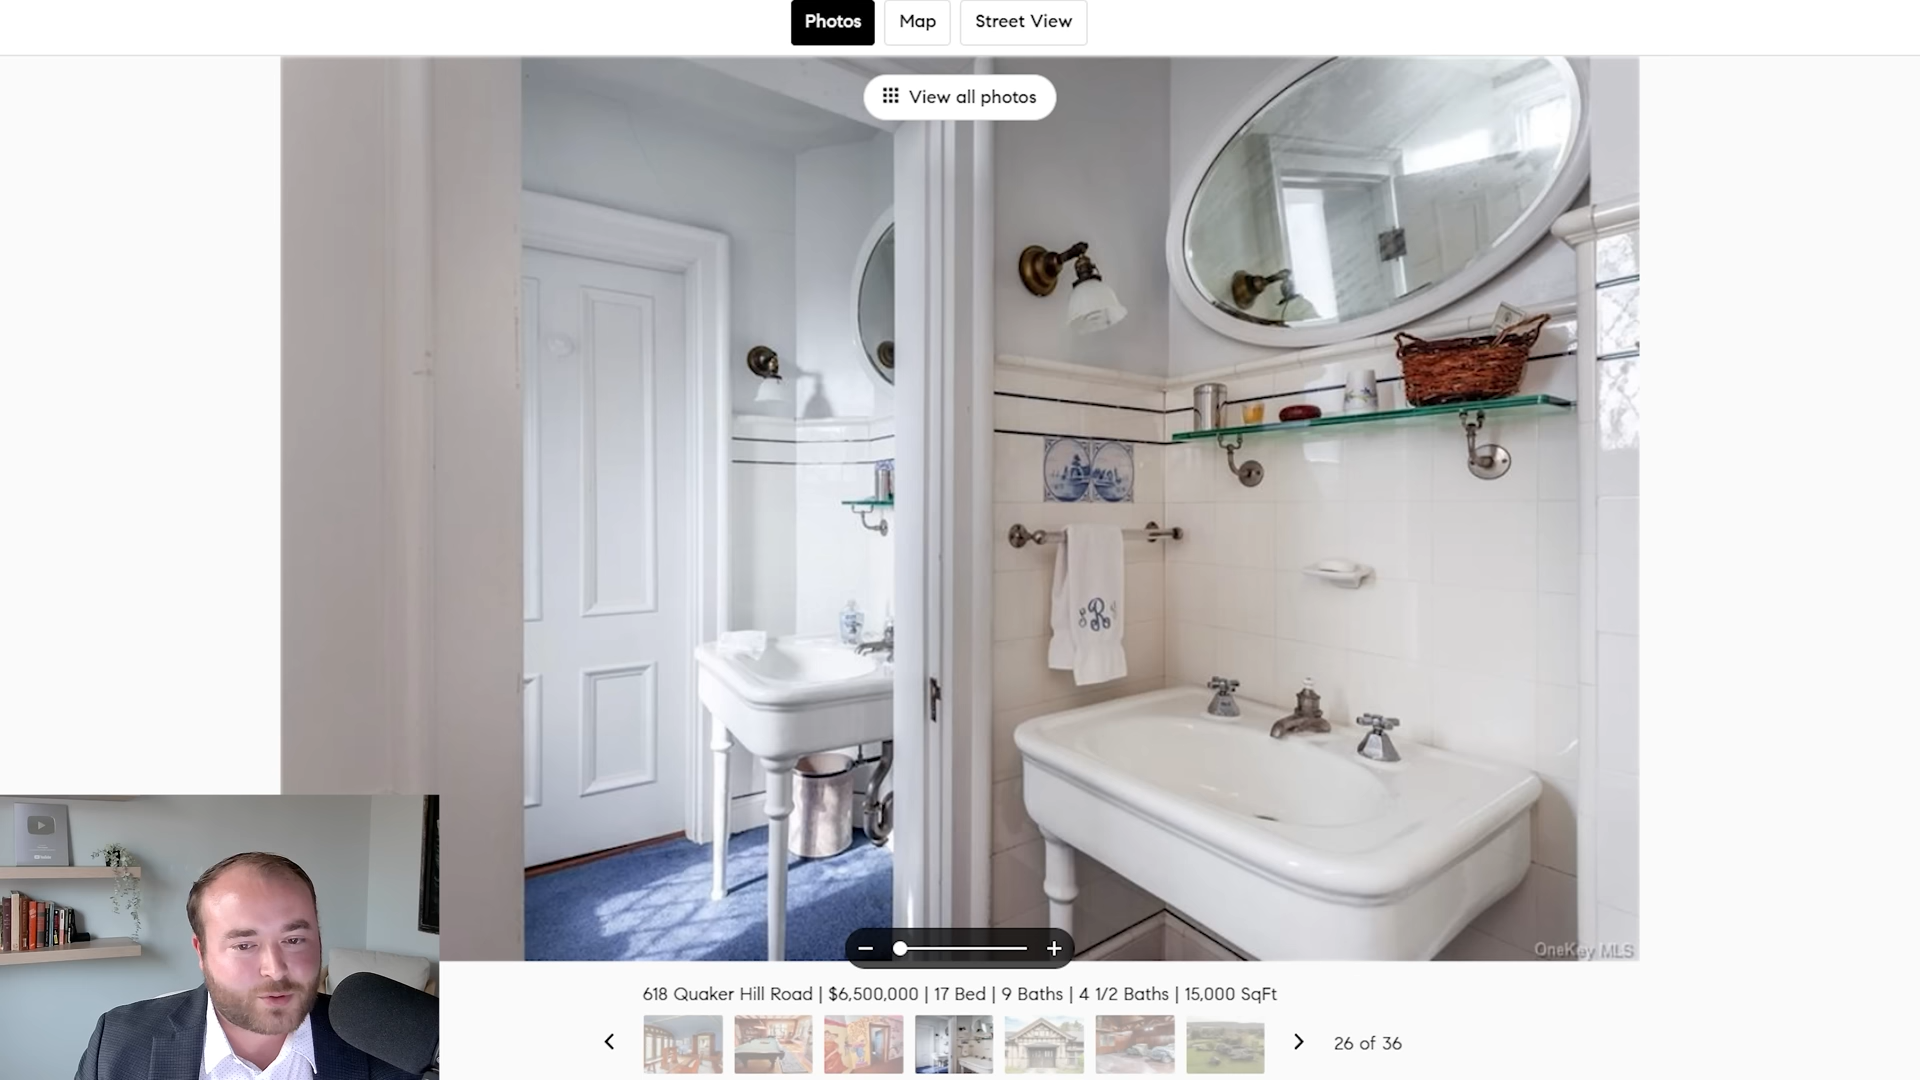 Photos
Map
Street View
View all photos
R
OneKey MLS
618 Quaker Hill Road | $6,500,000 | 17 Bed | 9 Baths | 4 1/2 Baths | 15,000 SqFt
26 of 36